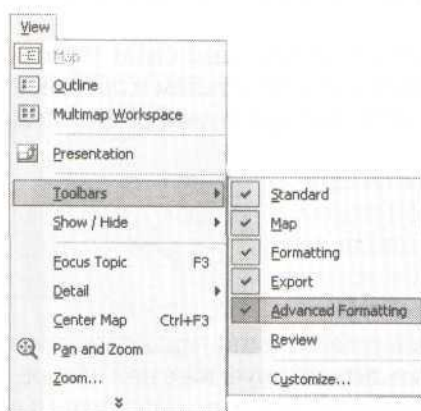 View
Map
Outline
Multimap Workspace
Presentation
Toolbars
Show / Hide
Focus Topic F3
Detail
Center Map Ctrl+F3
Pan and Zoom
Zoom...
Standard
Map
Formatting
Export
Advanced Formatting
Review
Customize...